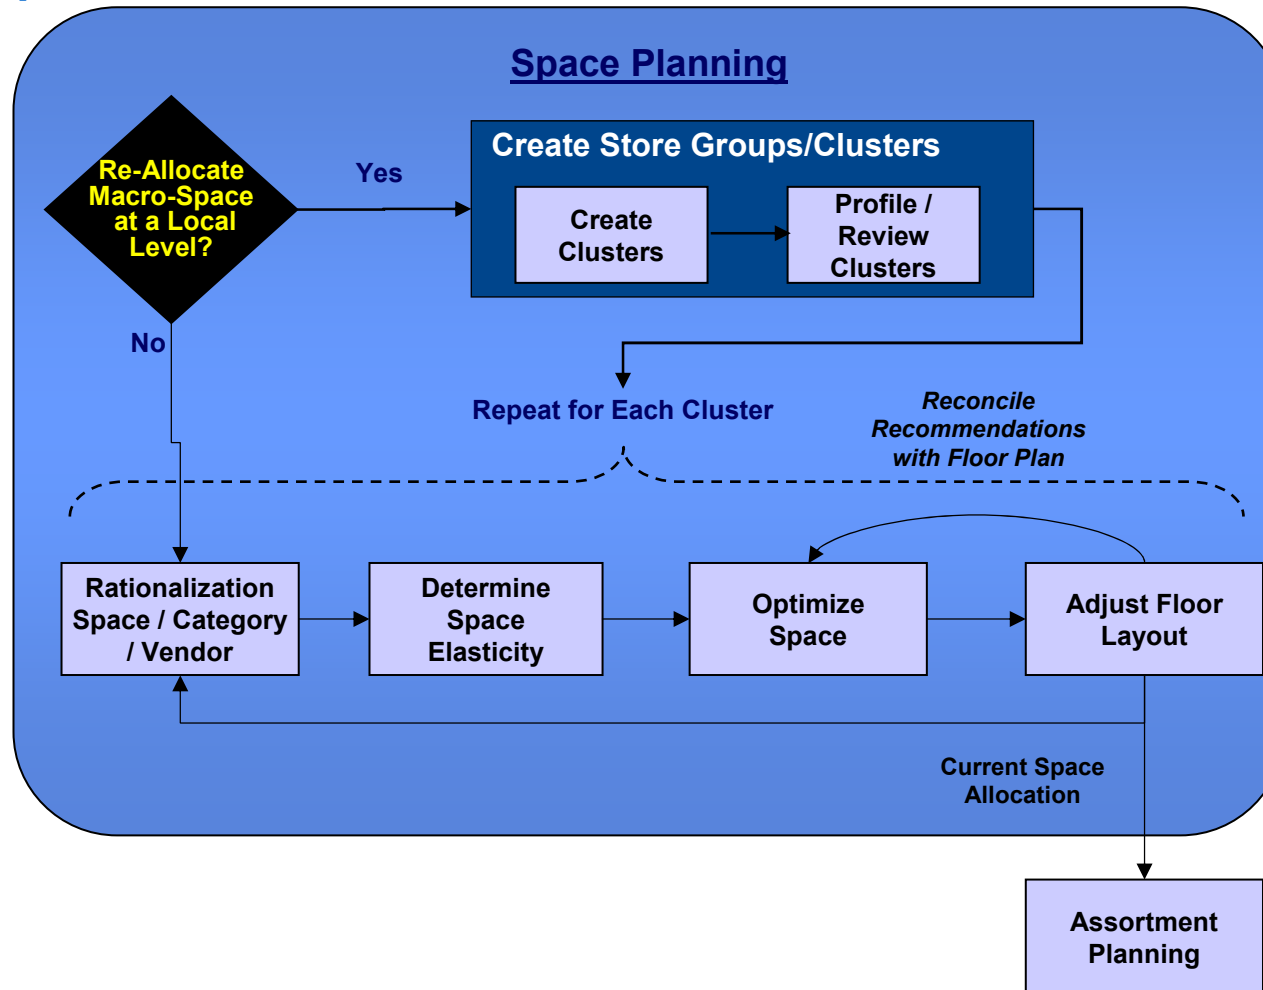 Space Planning
Re-Allocate
Macro-Space
at a Local
Level?
Yes
Create Store Groups/Clusters
Create
Clusters
Profile /
Review
Clusters
No
Repeat for Each Cluster
Reconcile
Recommendations
with Floor Plan
Rationalization
Space / Category
/ Vendor
Determine
Space
Elasticity
Optimize
Space
Adjust Floor
Layout
Current Space
Allocation
Assortment
Planning